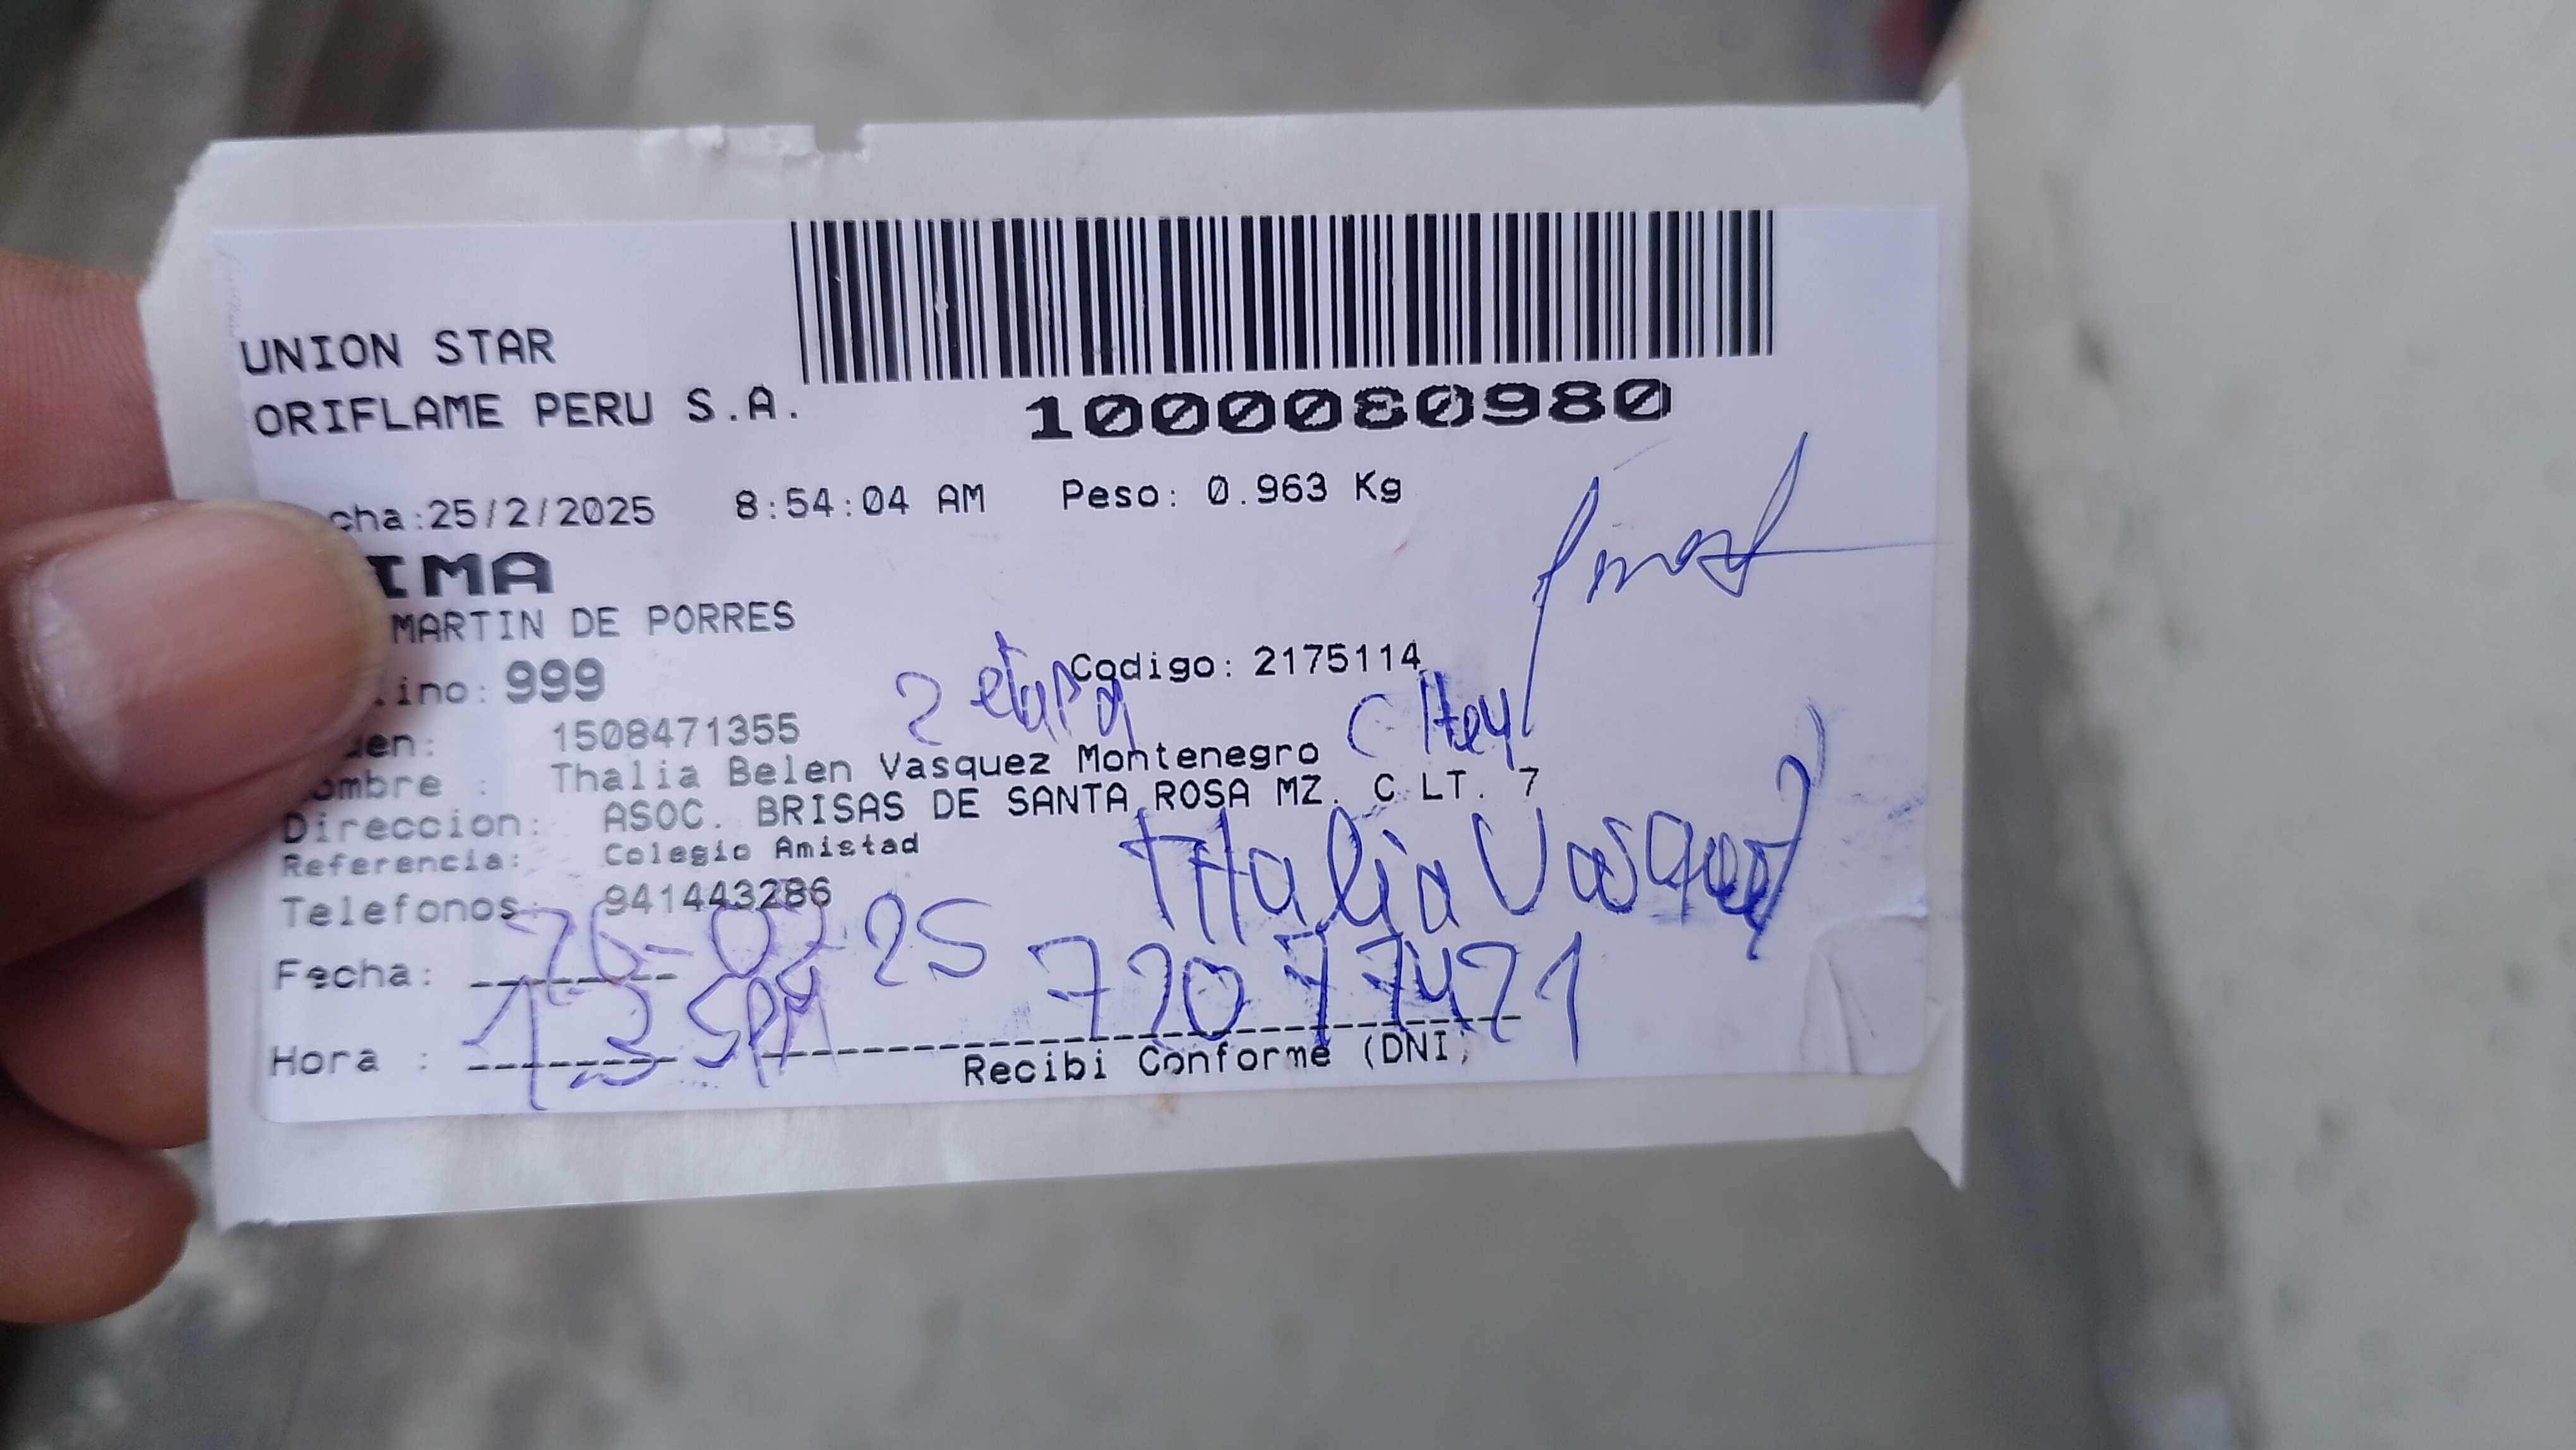 UNION STAR
ORIFLAME PERU S.A.
1000080980
cha:25/2/2025 8:54:04 AM Peso: 0.963 Kg
IMA
MARTIN DE PORRES
ino: 999 2 etapa Codigo: 2175114
en: 1508471355
ombre : Thalia Belen Vasquez Montenegro
Direccion: ASOC. BRISAS DE SANTA ROSA MZ. C LT. 7
Referencia: Colegio Amistad
Thalia Vasquez
Telefonos: 941443286
Fecha: 26-02-25 72077421
Hora : 1 35PM
Recibi Conforme (DNI)